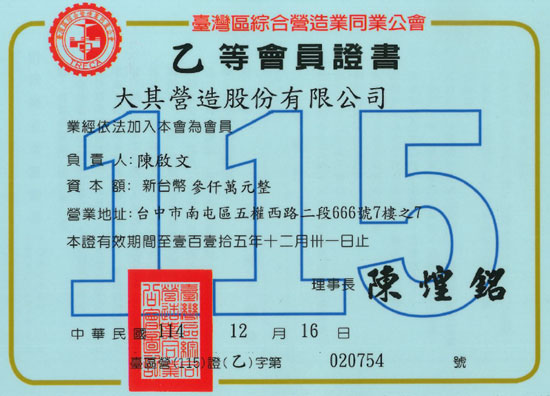 臺灣區綜合營造業同業公會
乙等會員證書
大其營造股份有限公司
業經依法加入本會為會員
負責人:陳啟文
資本額:新台幣參仟萬元整
營業地址:台中市南屯區五權西路二段666號7樓之7
本證有效期間至壹百壹拾五年十二月卅一日止
115
理事長 陳煌銘
中華民國 114 12 月 16 日
臺區營(115)證(乙)字第 020754 號
T.R.E.C.A